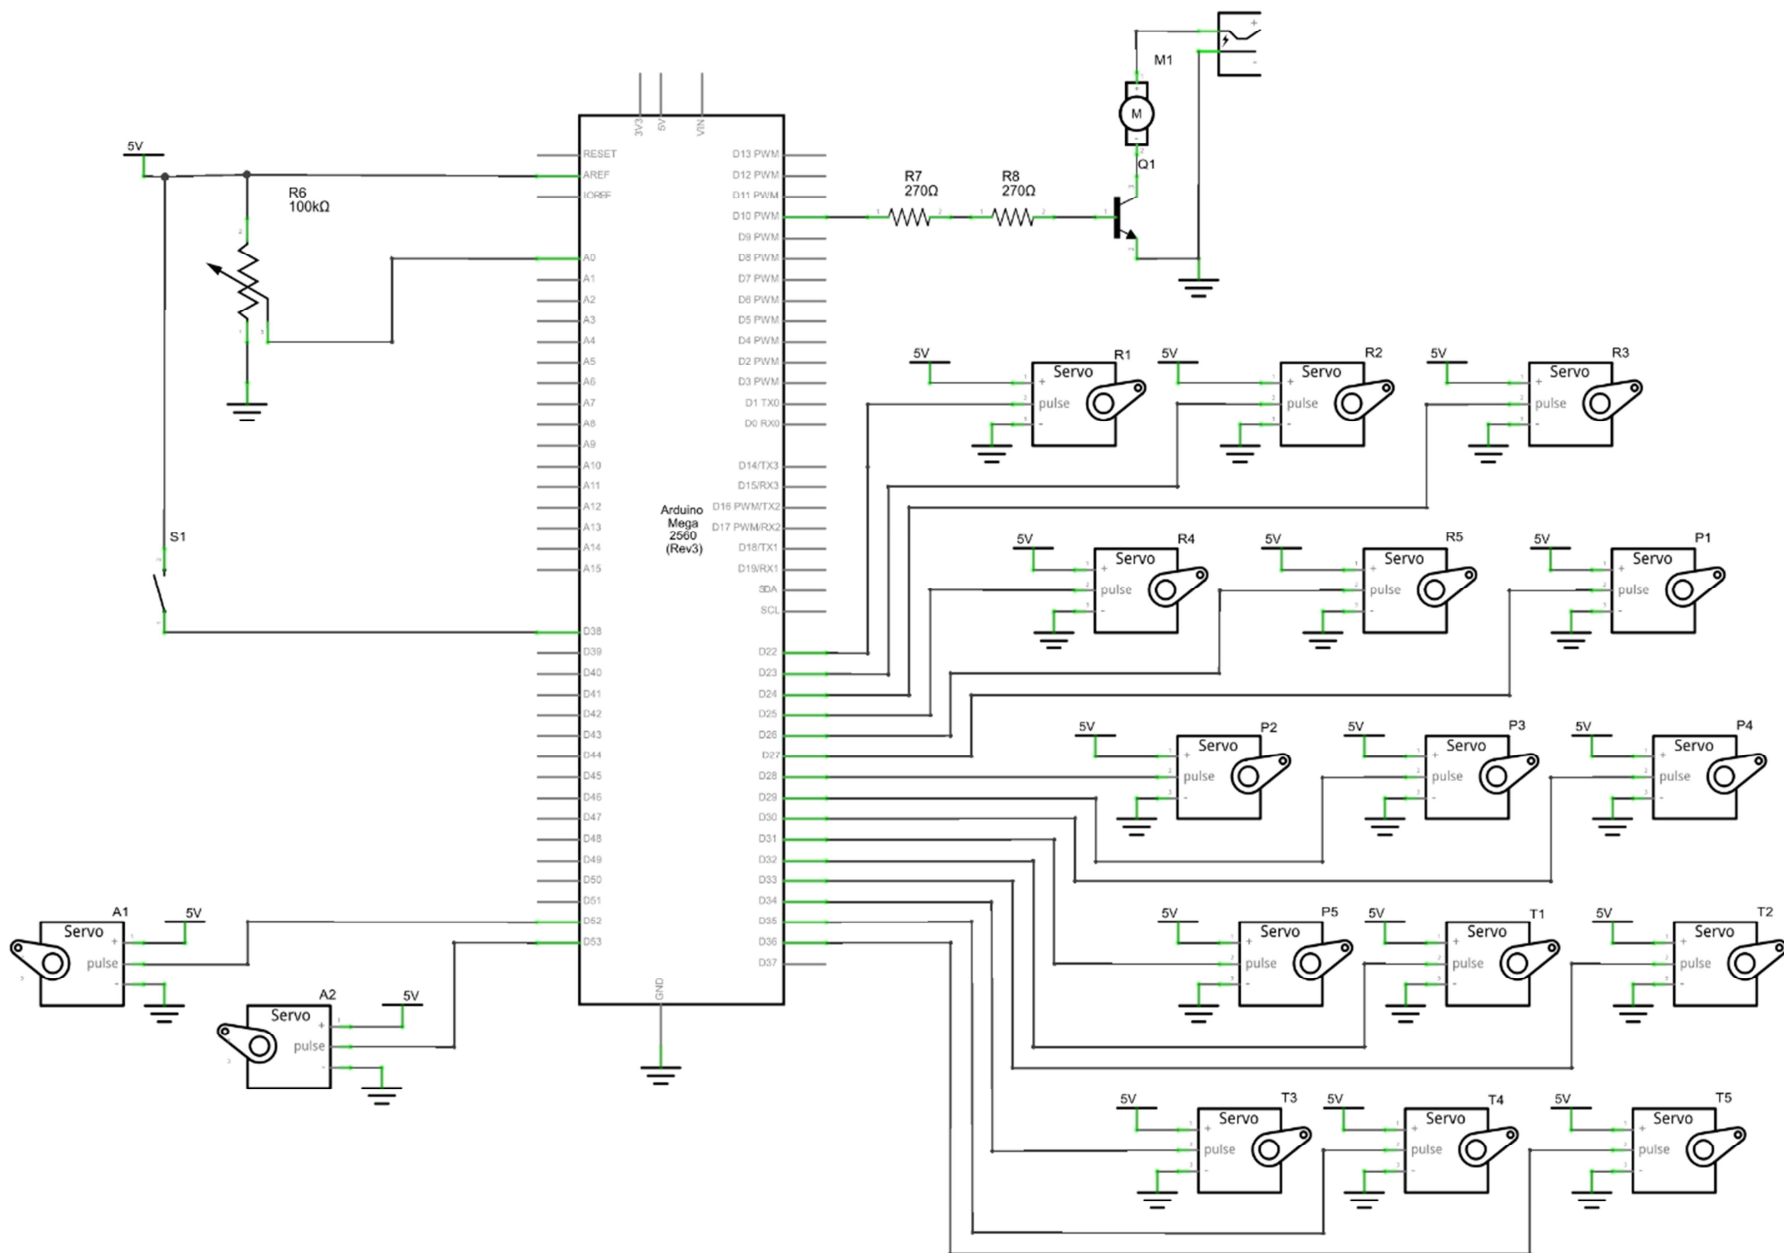 M1
+
-
+
M
-
Q1
3V3
5V
VIN
5V
RESET
AREF
IOREF
R6
100kΩ
D13 PWM
D12 PWM
D11 PWM
D10 PWM
D9 PWM
D8 PWM
D7 PWM
D6 PWM
D5 PWM
D4 PWM
D2 PWM
D3 PWM
D1 TX0
D0 RX0
R7
270Ω
R8
270Ω
A0
A1
A2
A3
A4
A5
A6
A7
A8
A9
A10
A11
A12
A13
A14
A15
D14/TX3
D15/RX3
D16 PWM/TX2
D17 PWM/RX2
D18/TX1
D19/RX1
SDA
SCL
Arduino
Mega
2560
(Rev3)
S1
D38
D39
D40
D41
D42
D43
D44
D45
D46
D47
D48
D49
D50
D51
D52
D53
D22
D23
D24
D25
D26
D27
D28
D29
D30
D31
D32
D33
D34
D35
D36
D37
GND
5V
R1
Servo
+
pulse
-
5V
R2
Servo
+
pulse
-
5V
R3
Servo
+
pulse
-
5V
R4
Servo
+
pulse
-
5V
R5
Servo
+
pulse
-
5V
P1
Servo
+
pulse
-
5V
P2
Servo
+
pulse
-
5V
P3
Servo
+
pulse
-
5V
P4
Servo
+
pulse
-
5V
P5
Servo
+
pulse
-
5V
T1
Servo
+
pulse
-
5V
T2
Servo
+
pulse
-
A1
5V
Servo
+
pulse
-
A2
5V
Servo
+
pulse
-
5V
T3
Servo
+
pulse
-
5V
T4
Servo
+
pulse
-
5V
T5
Servo
+
pulse
-